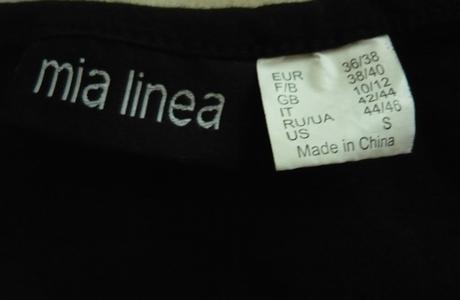 mia linea
EUR 36/38
F/B 38/40
GB 10/12
IT 42/44
RU/UA 44/46
US S
Made in China